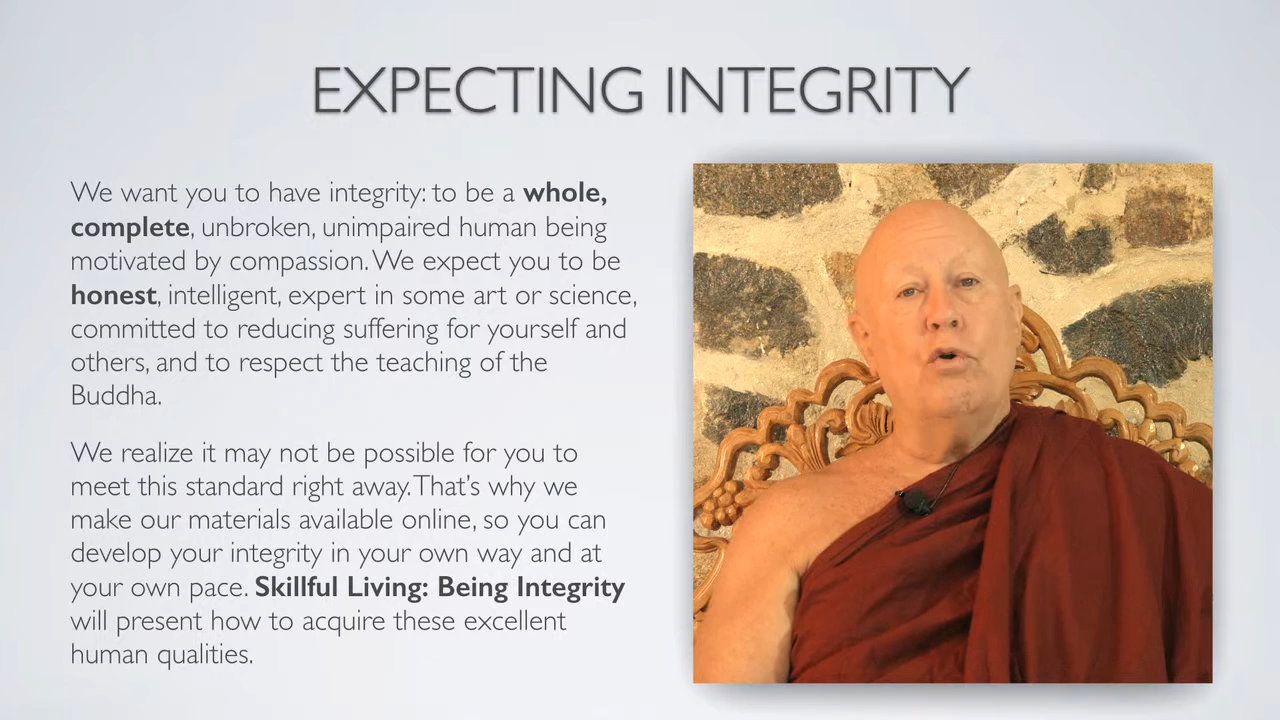 EXPECTING INTEGRITY
We want you to have integrity: to be a whole,
complete, unbroken, unimpaired human being
motivated by compassion. We expect you to be
honest, intelligent, expert in some art or science,
committed to reducing suffering for yourself and
others, and to respect the teaching of the
Buddha.
We realize it may not be possible for you to
meet this standard right away. That's why we
make our materials available online, so you can
develop your integrity in your own way and at
your own pace. Skillful Living: Being Integrity
will present how to acquire these excellent
human qualities.